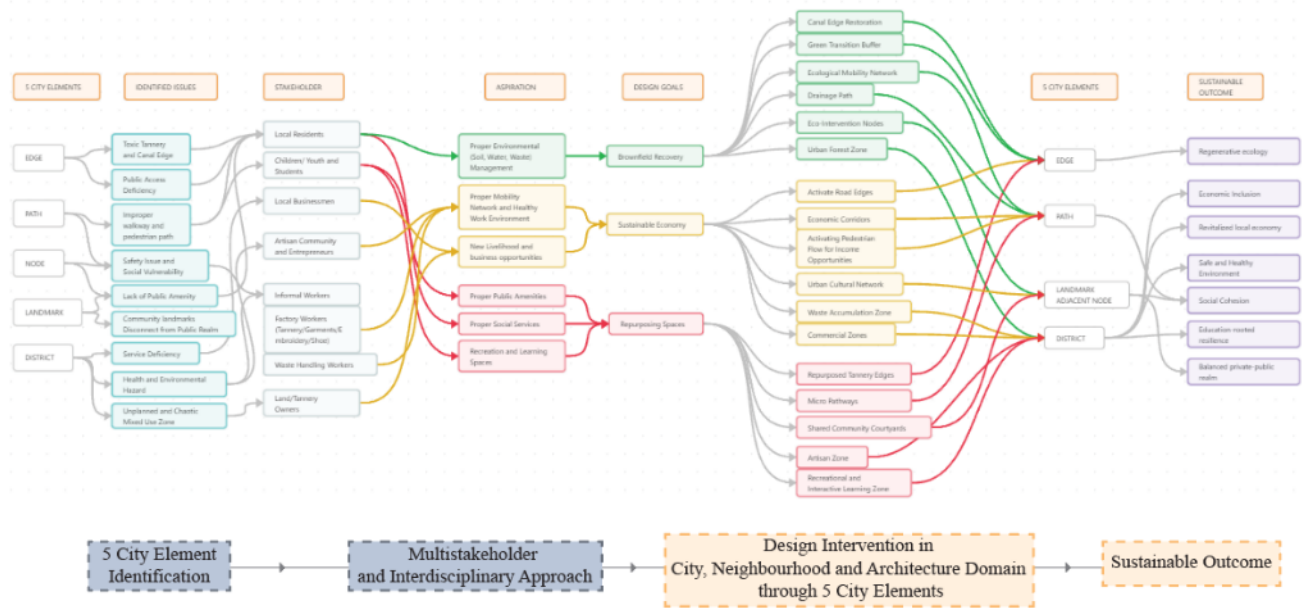 5 CITY ELEMENTS
IDENTIFIED ISSUES
STAKEHOLDER
ASPIRATION
DESIGN GOALS
5 CITY ELEMENTS
SUSTAINABLE
OUTCOME
EDGE
PATH
NODE
LANDMARK
DISTRICT
Toxic Tannery
and Canal Edge
Public Access
Deficiency
Improper
walkway and
pedestrian path
Safety Issue and
Social Vulnerability
Lack of Public Amenity
Community landmarks
Disconnect from Public Realm
Service Deficiency
Health and Environmental
Hazard
Unplanned and Chaotic
Mixed Use Zone
Local Residents
Children/ Youth and
Students
Local Businessmen
Artisan Community
and Entrepreneurs
Informal Workers
Factory Workers
(Tannery/Garments/E
mbroidery/Shoe)
Waste Handling Workers
Land/Tannery
Owners
Proper Environmental
(Soil, Water, Waste)
Management
Proper Mobility
Network and Healthy
Work Environment
New Livelihood and
business opportunities
Proper Public Amenities
Proper Social Services
Recreation and Learning
Spaces
Brownfield Recovery
Sustainable Economy
Repurposing Spaces
Canal Edge Restoration
Green Transition Buffer
Ecological Mobility Network
Drainage Path
Eco-Intervention Nodes
Urban Forest Zone
Activate Road Edges
Economic Corridors
Activating Pedestrian
Flow for Income
Opportunities
Urban Cultural Network
Waste Accumulation Zone
Commercial Zones
Repurposed Tannery Edges
Micro Pathways
Shared Community Courtyards
Artisan Zone
Recreational and
Interactive Learning Zone
EDGE
PATH
LANDMARK
ADJACENT NODE
DISTRICT
Regenerative ecology
Economic Inclusion
Revitalized local economy
Safe and Healthy
Environment
Social Cohesion
Education rooted
resilience
Balanced private-public
realm
5 City Element
Identification
Multistakeholder
and Interdisciplinary Approach
Design Intervention in
City, Neighbourhood and Architecture Domain
through 5 City Elements
Sustainable Outcome